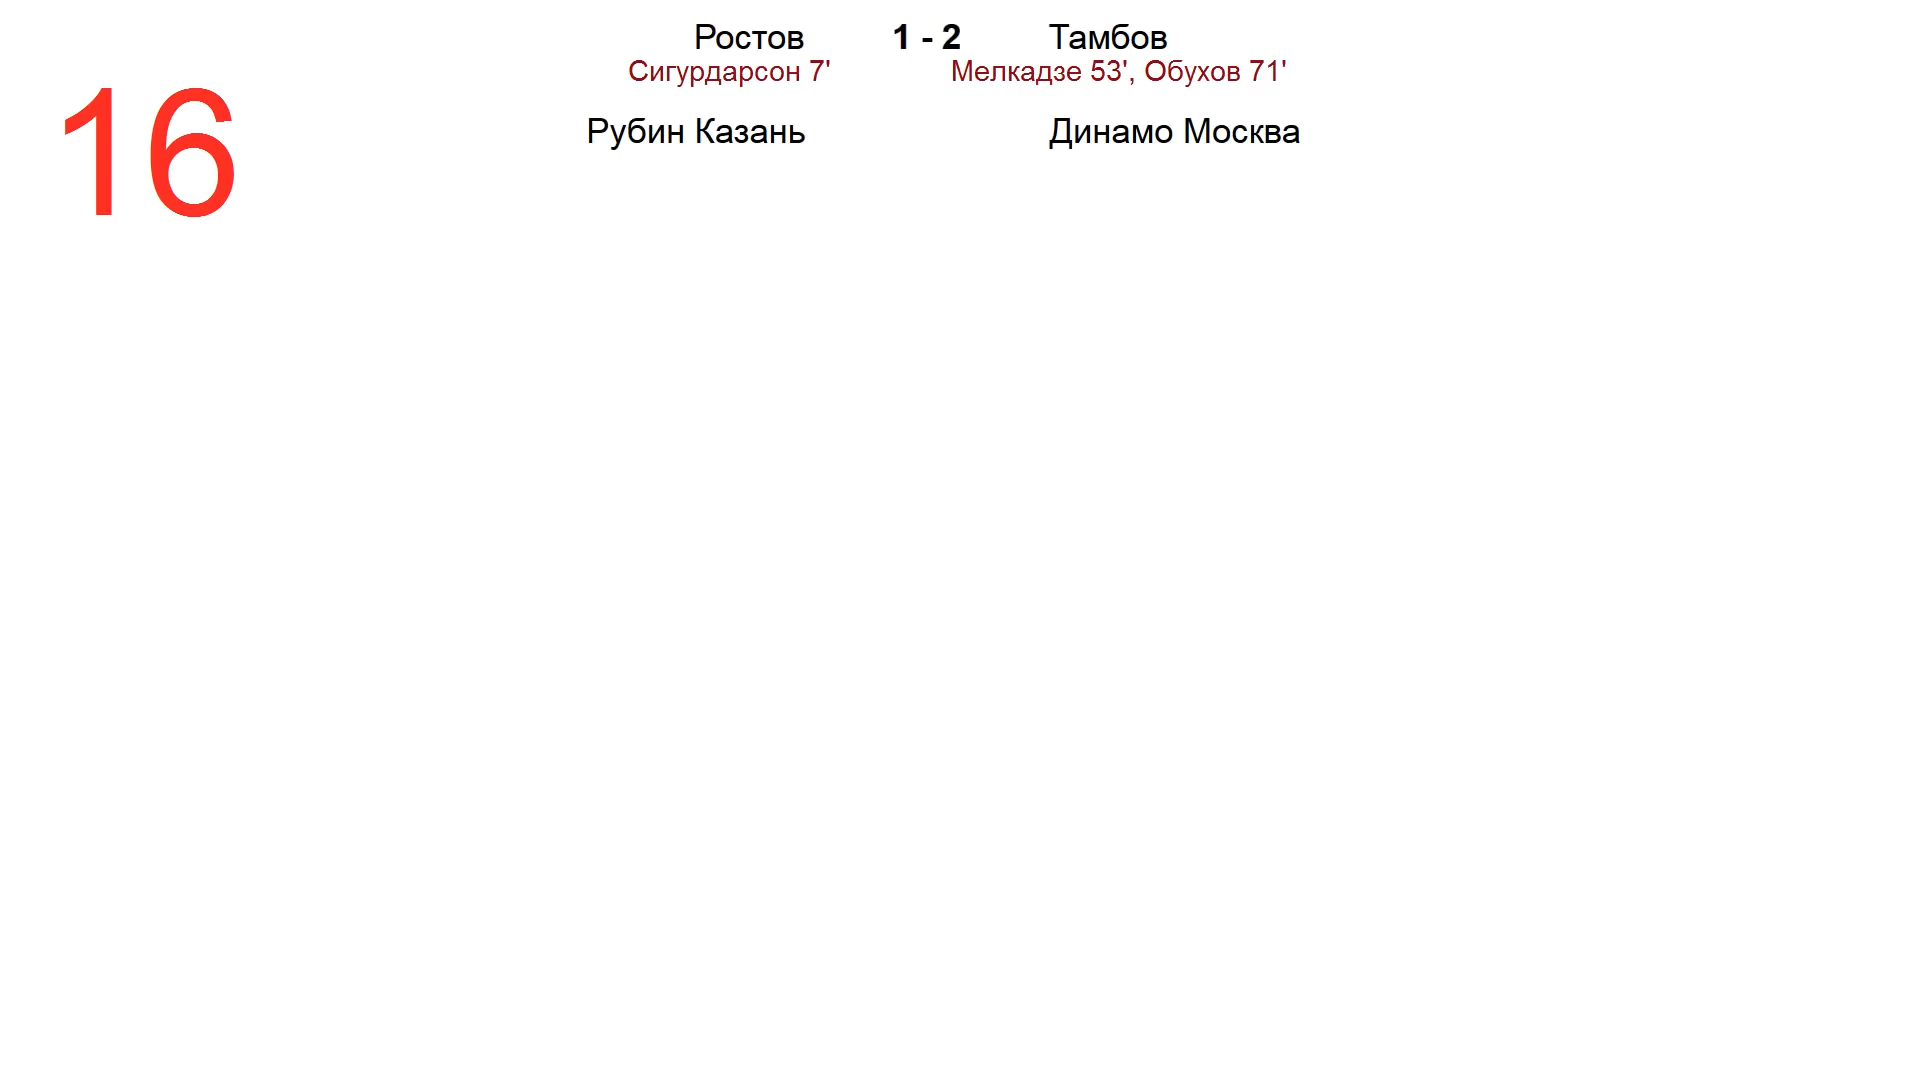 Ростов 1 - 2 Тамбов
Сигурдарсон 7' Мелкадзе 53', Обухов 71'
16
Рубин Казань Динамо Москва